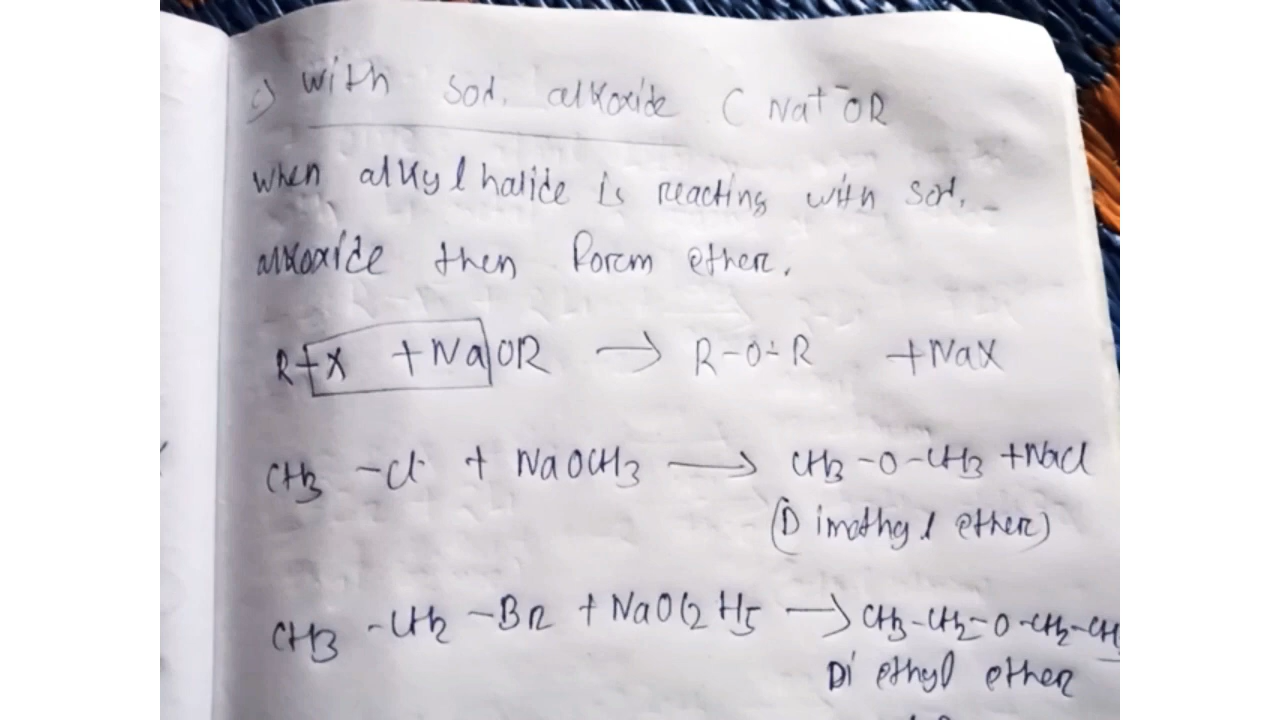 c) with sod. alkoxide ( Na+ -OR
when alkyl halide is reacting with sod.
alkoxide then form ether.
R-X + NaOR → R-O-R + NaX
CH3 -Cl + NaOCH3 → CH3-O-CH3 +NaCl
(Dimethyl ether)
CH3 -CH2 -Br + NaOC2H5 → CH3-CH2-O-CH2-CH
Di ethyl ether